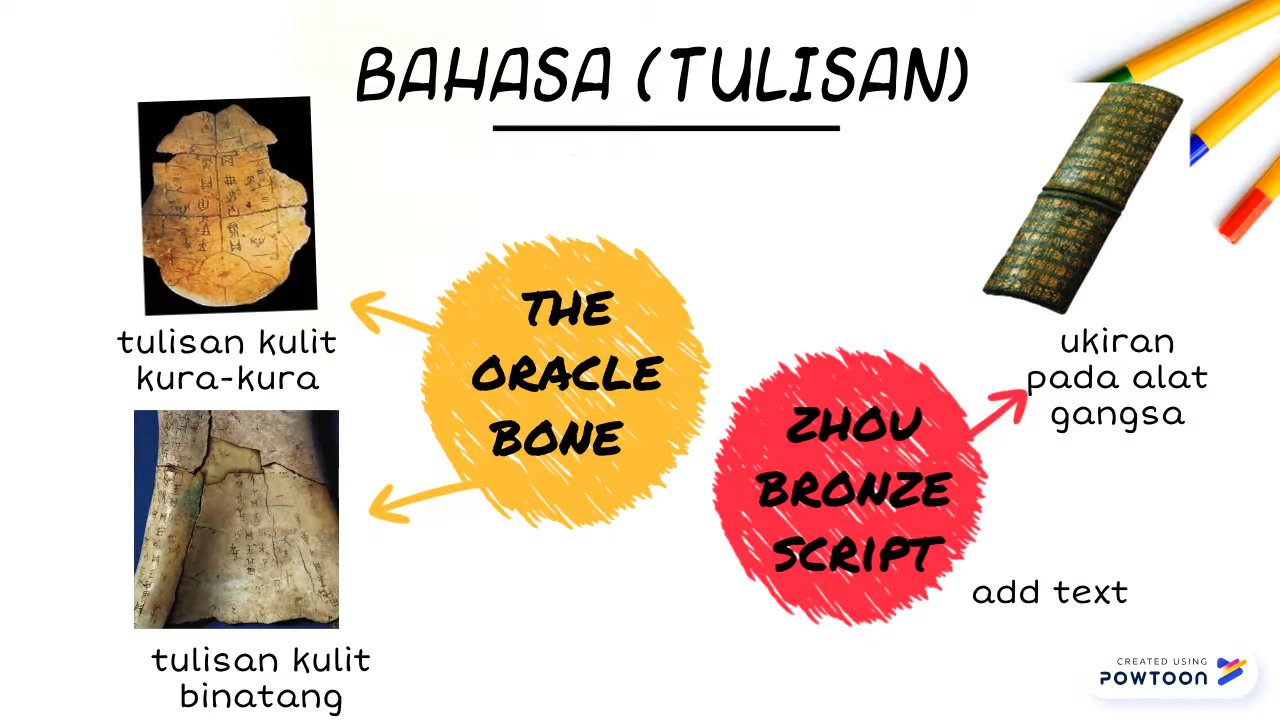 BAHASA (TULISAN)
tulisan kulit
kura-kura
THE
ORACLE
BONE
tulisan kulit
binatang
ZHOU
BRONZE
SCRIPT
ukiran
pada alat
gangsa
add text
CREATED USING
POWTOON